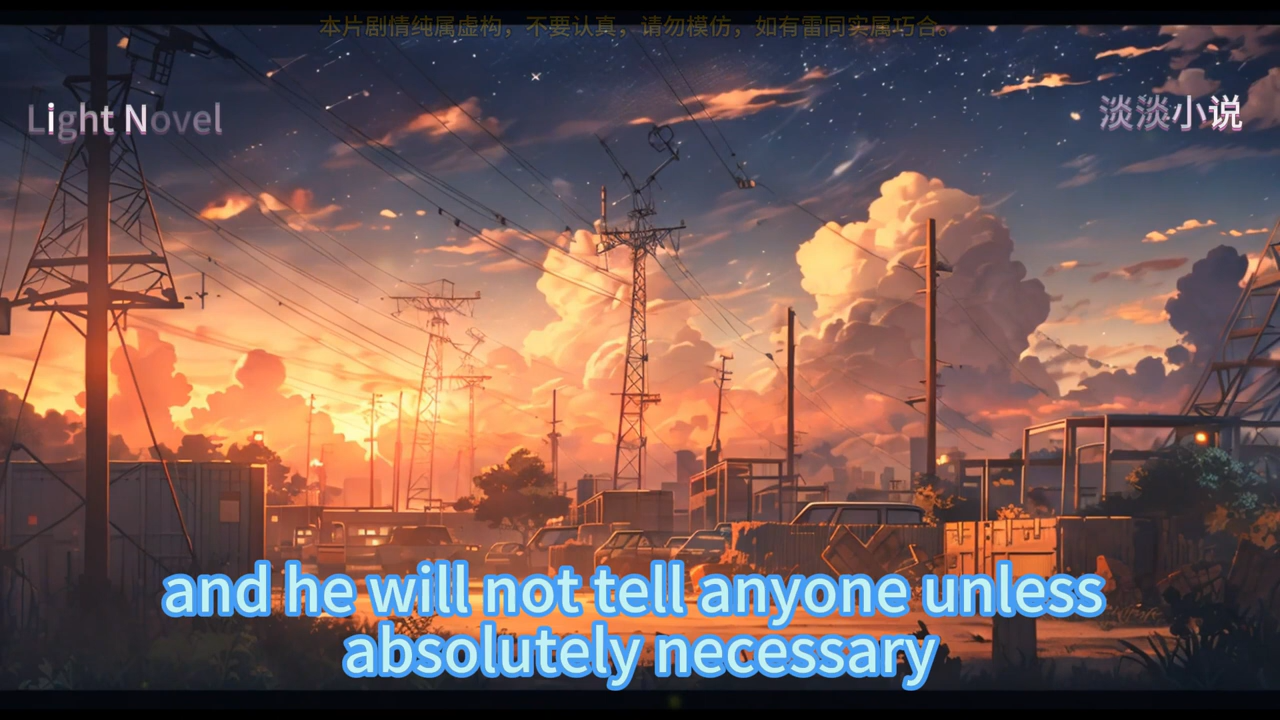 本片剧情纯属虚构，不要认真，请勿模仿，如有雷同实属巧合。
Light Novel
淡淡小说
and he will not tell anyone unless
absolutely necessary